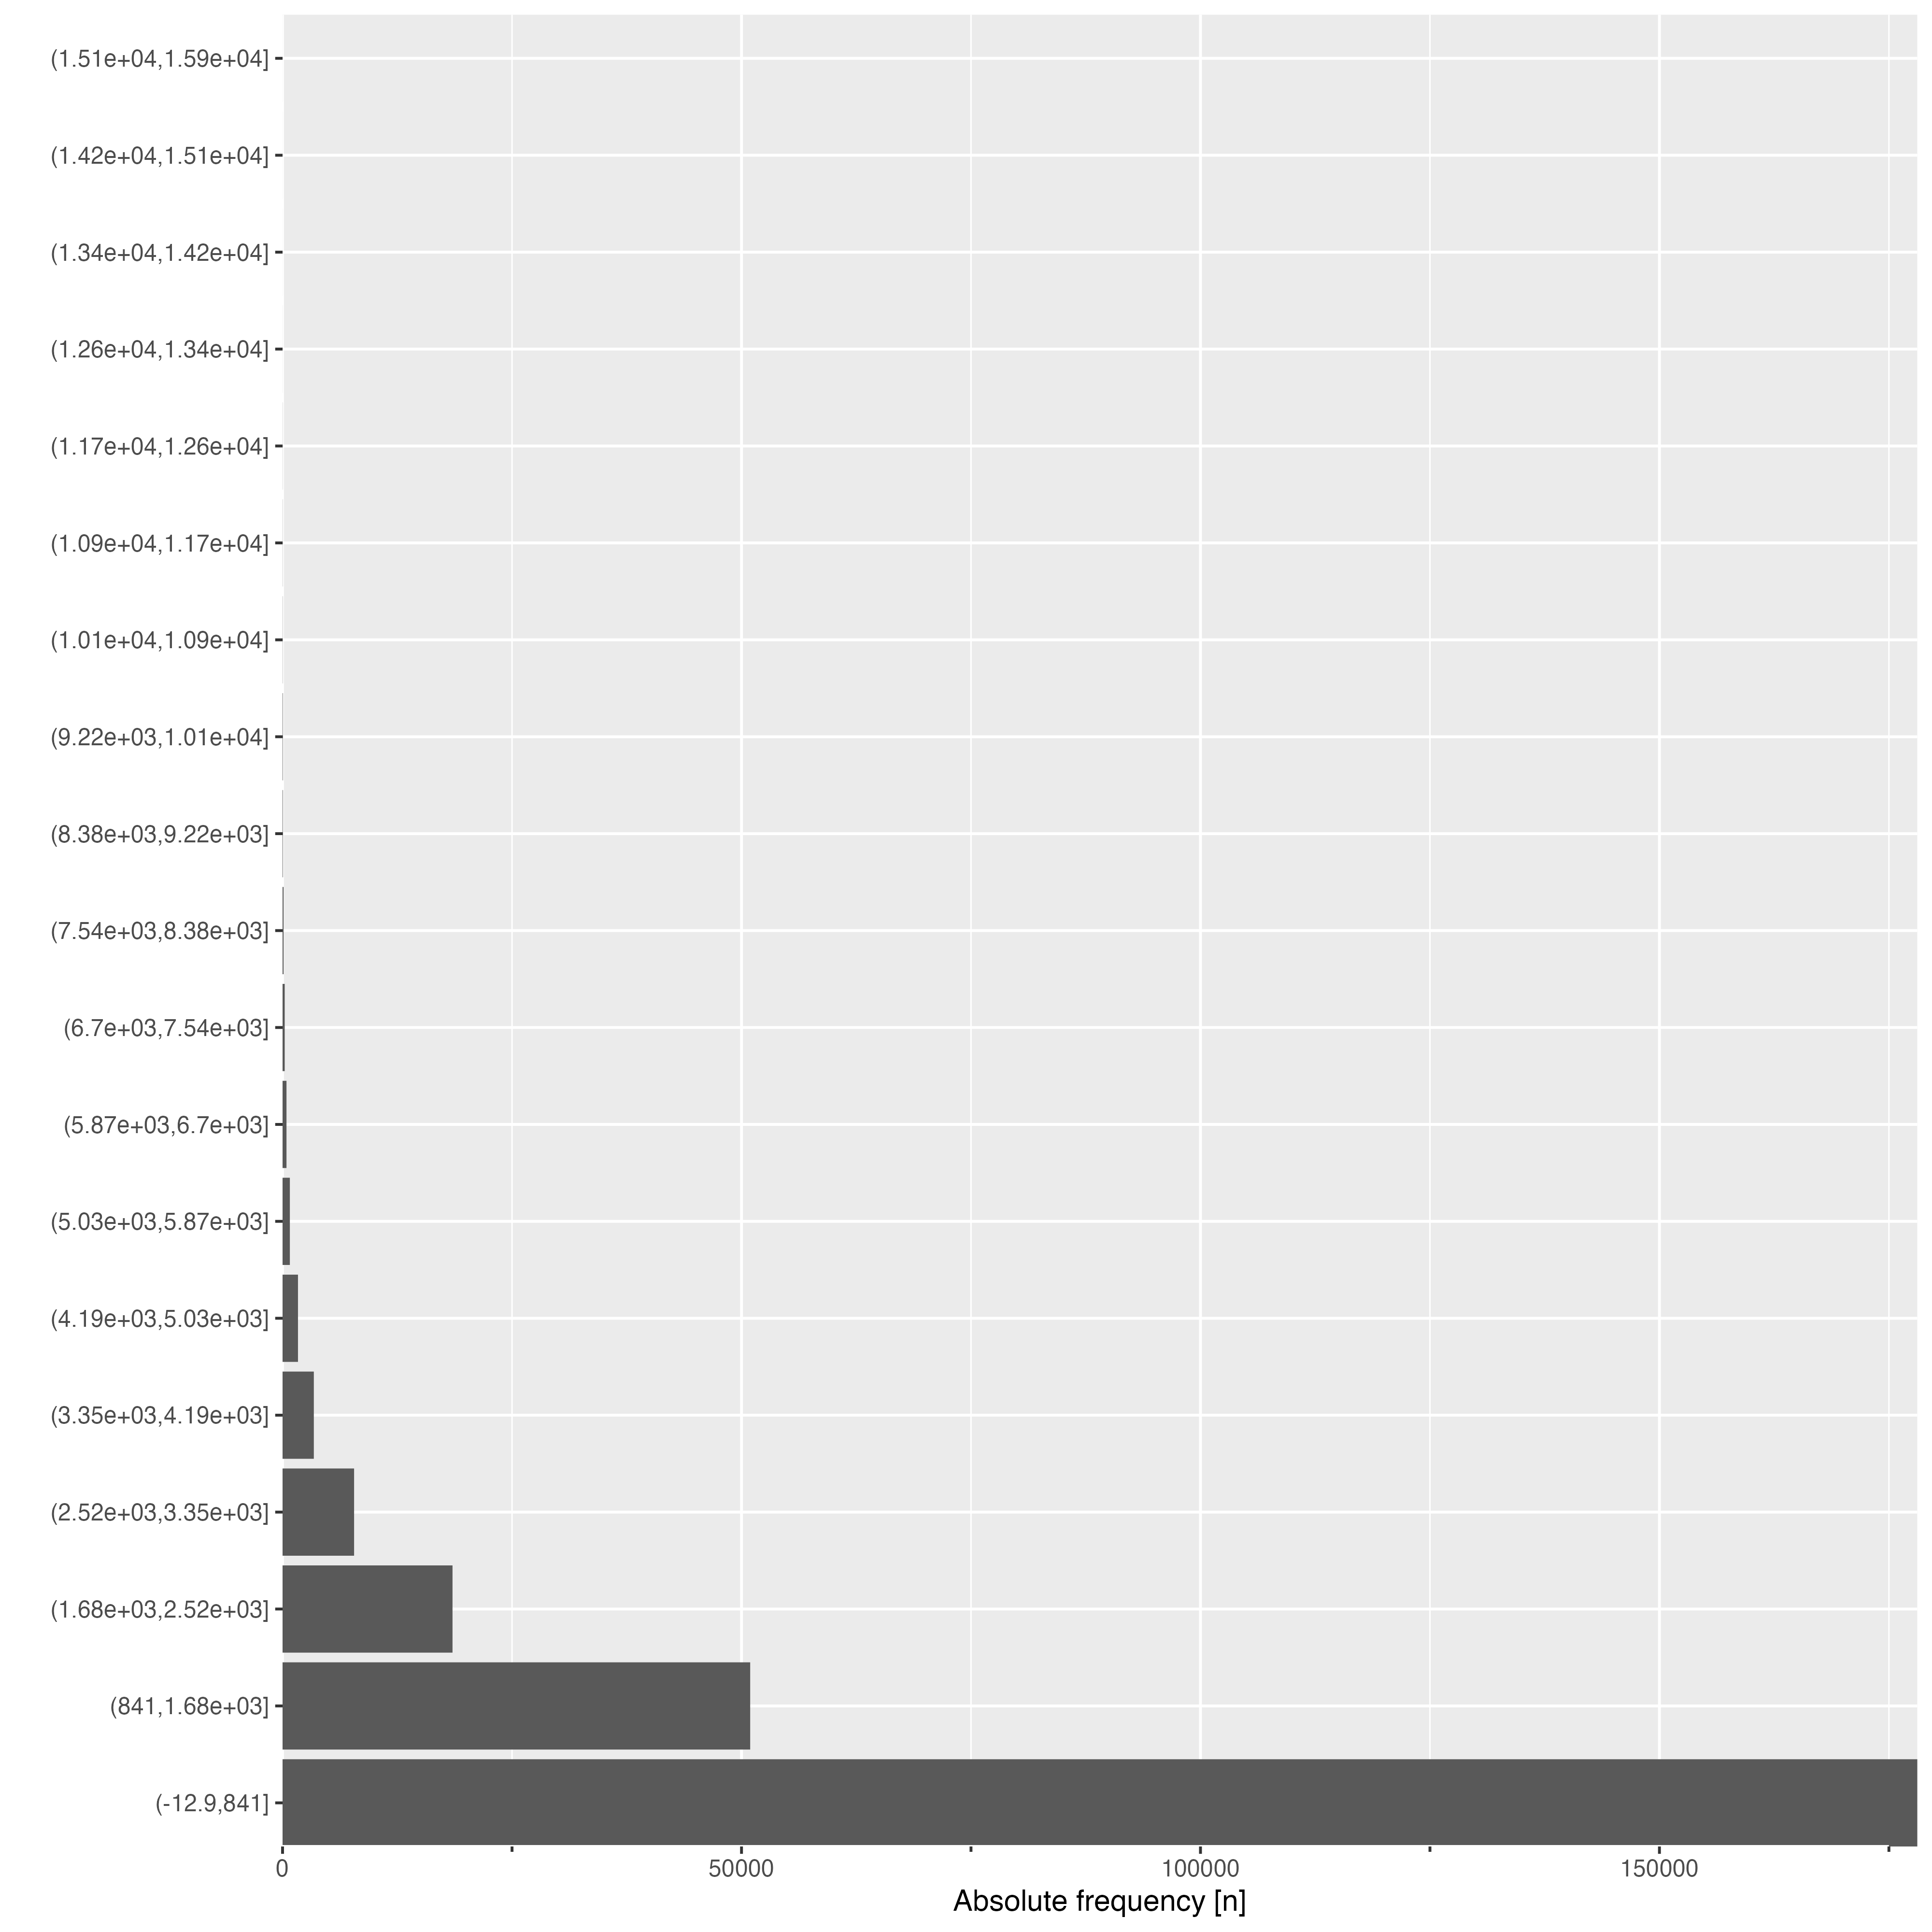 (1.51e+04,1.59e+04]
(1.42e+04,1.51e+04]
(1.34e+04,1.42e+04]
(1.26e+04,1.34e+04]
(1.17e+04,1.26e+04]
(1.09e+04,1.17e+04]
(1.01e+04,1.09e+04]
(9.22e+03,1.01e+04]
(8.38e+03,9.22e+03]
(7.54e+03,8.38e+03]
(6.7e+03,7.54e+03]
(5.87e+03,6.7e+03]
(5.03e+03,5.87e+03]
(4.19e+03,5.03e+03]
(3.35e+03,4.19e+03]
(2.52e+03,3.35e+03]
(1.68e+03,2.52e+03]
(841,1.68e+03]
(-12.9,841]
0 50000 100000 150000
Absolute frequency [n]